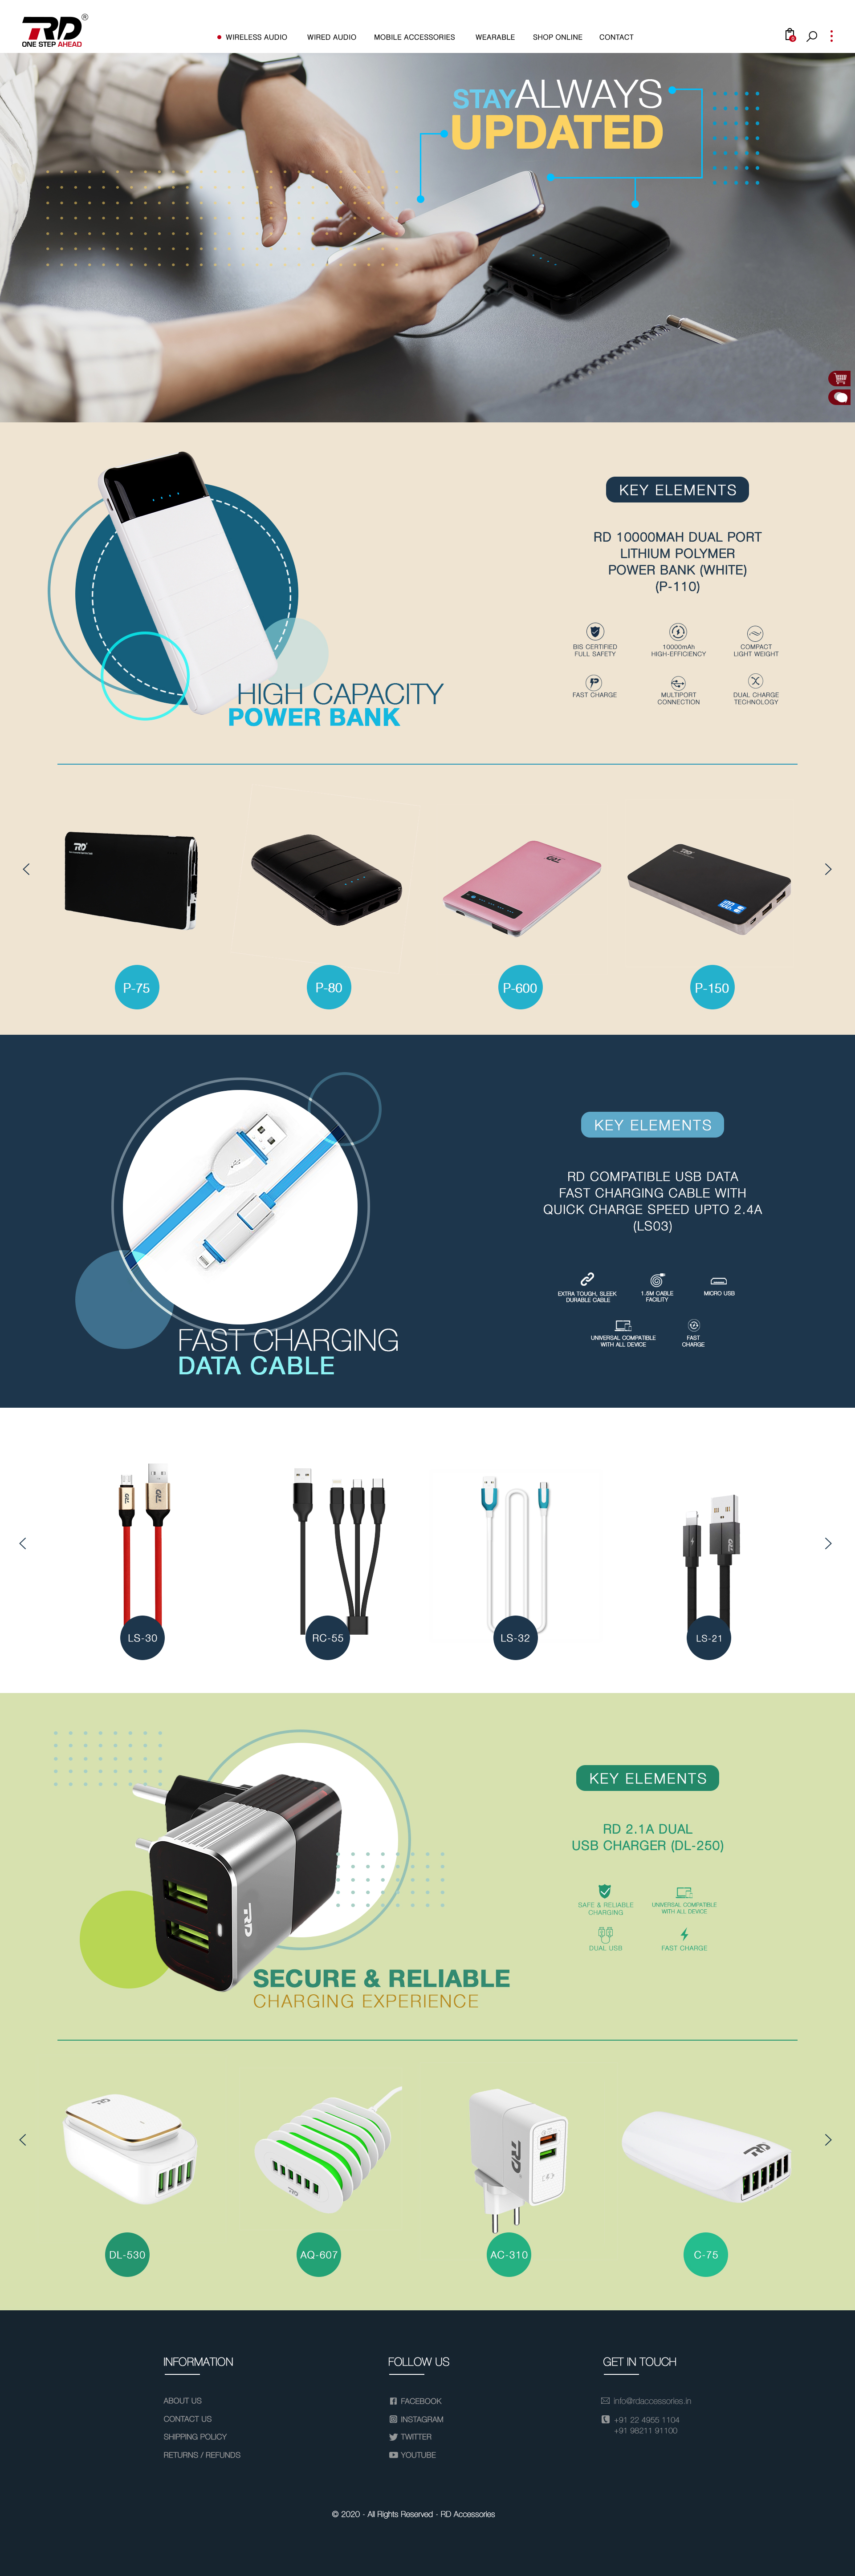 RD®
ONE STEP AHEAD
WIRELESS AUDIO
WIRED AUDIO
MOBILE ACCESSORIES
WEARABLE
SHOP ONLINE
CONTACT
STAY ALWAYS
UPDATED
KEY ELEMENTS
RD 10000MAH DUAL PORT
LITHIUM POLYMER
POWER BANK (WHITE)
(P-110)
BIS CERTIFIED
FULL SAFETY
10000mAh
HIGH-EFFICIENCY
COMPACT
LIGHT WEIGHT
FAST CHARGE
MULTIPORT
CONNECTION
DUAL CHARGE
TECHNOLOGY
HIGH CAPACITY
POWER BANK
RD
RD
RD
P-75
P-80
P-600
P-150
KEY ELEMENTS
RD COMPATIBLE USB DATA
FAST CHARGING CABLE WITH
QUICK CHARGE SPEED UPTO 2.4A
(LS03)
EXTRA TOUGH, SLEEK
DURABLE CABLE
1.5M CABLE
FACILITY
MICRO USB
UNIVERSAL COMPATIBLE
WITH ALL DEVICE
FAST
CHARGE
FAST CHARGING
DATA CABLE
LS-30
RC-55
LS-32
LS-21
KEY ELEMENTS
RD 2.1A DUAL
USB CHARGER (DL-250)
SAFE & RELIABLE
CHARGING
UNIVERSAL COMPATIBLE
WITH ALL DEVICE
DUAL USB
FAST CHARGE
RD
SECURE & RELIABLE
CHARGING EXPERIENCE
RD
RD
RD
RD
DL-530
AQ-607
AC-310
C-75
INFORMATION
ABOUT US
CONTACT US
SHIPPING POLICY
RETURNS / REFUNDS
FOLLOW US
FACEBOOK
INSTAGRAM
TWITTER
YOUTUBE
GET IN TOUCH
info@rdaccessories.in
+91 22 4955 1104
+91 98211 91100
© 2020 - All Rights Reserved - RD Accessories